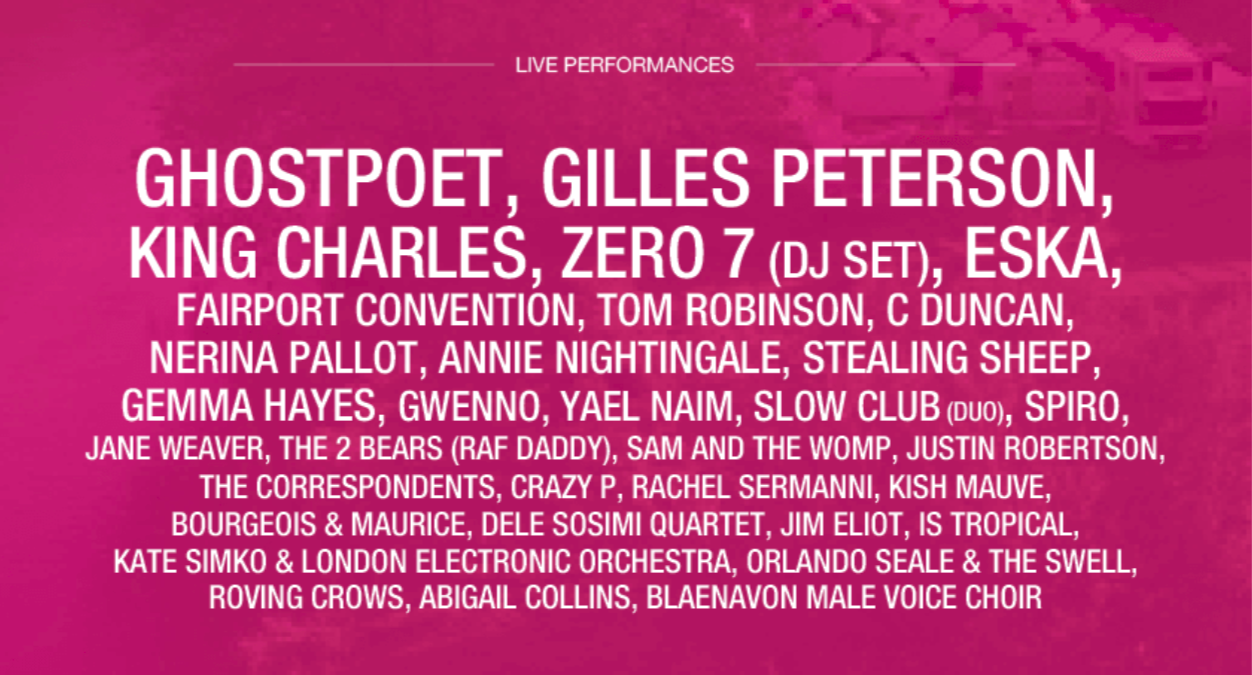 LIVE PERFORMANCES
GHOSTPOET, GILLES PETERSON,
KING CHARLES, ZERO 7 (DJ SET), ESKA,
FAIRPORT CONVENTION, TOM ROBINSON, C DUNCAN,
NERINA PALLOT, ANNIE NIGHTINGALE, STEALING SHEEP,
GEMMA HAYES, GWENNO, YAEL NAIM, SLOW CLUB (DUO), SPIRO,
JANE WEAVER, THE 2 BEARS (RAF DADDY), SAM AND THE WOMP, JUSTIN ROBERTSON,
THE CORRESPONDENTS, CRAZY P, RACHEL SERMANNI, KISH MAUVE,
BOURGEOIS & MAURICE, DELE SOSIMI QUARTET, JIM ELIOT, IS TROPICAL,
KATE SIMKO & LONDON ELECTRONIC ORCHESTRA, ORLANDO SEALE & THE SWELL,
ROVING CROWS, ABIGAIL COLLINS, BLAENAVON MALE VOICE CHOIR